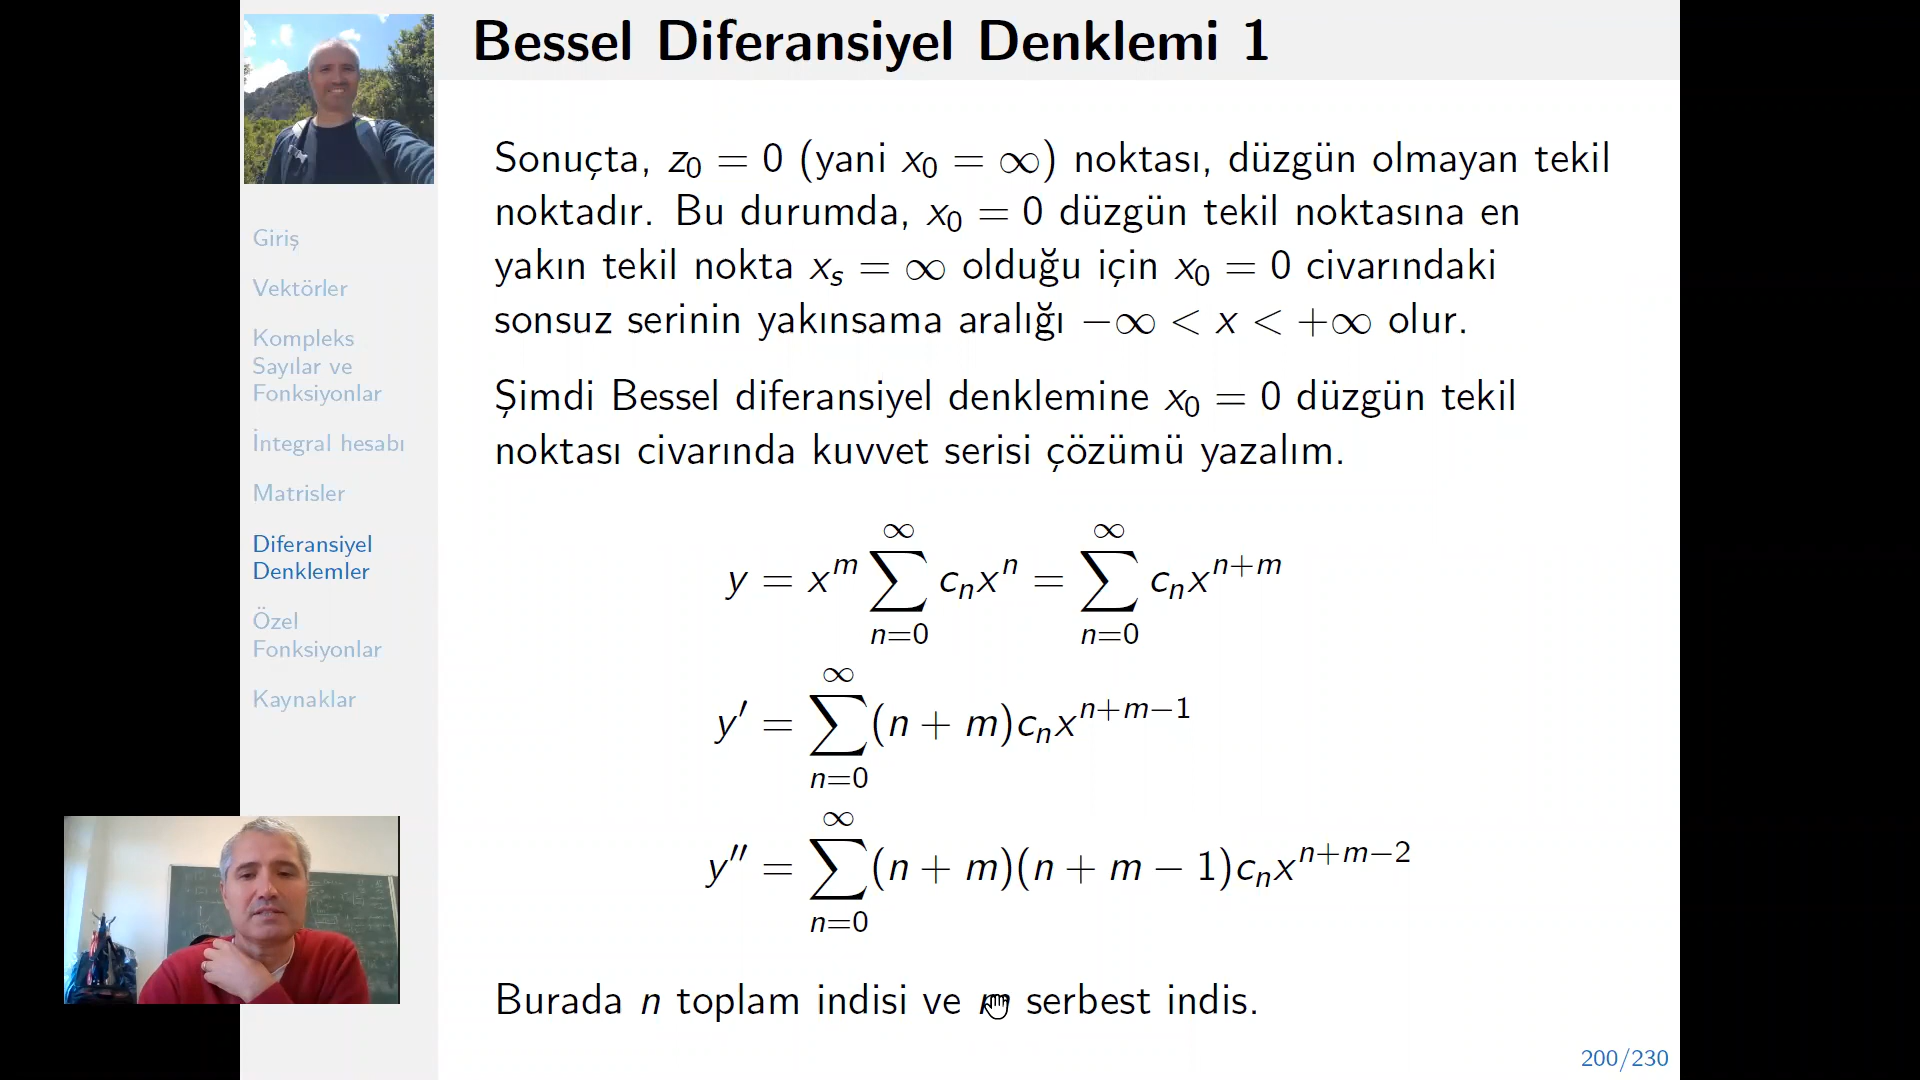 Bessel Diferansiyel Denklemi 1
Giriş
Vektörler
Kompleks
Sayılar ve
Fonksiyonlar
İntegral hesabı
Matrisler
Diferansiyel
Denklemler
Özel
Fonksiyonlar
Kaynaklar
Sonuçta, z₀ = 0 (yani x₀ = ∞) noktası, düzgün olmayan tekil
noktadır. Bu durumda, x₀ = 0 düzgün tekil noktasına en
yakın tekil nokta xₛ = ∞ olduğu için x₀ = 0 civarındaki
sonsuz serinin yakınsama aralığı −∞ < x < +∞ olur.
Şimdi Bessel diferansiyel denklemine x₀ = 0 düzgün tekil
noktası civarında kuvvet serisi çözümü yazalım.
y = x^m ∑_{n=0}^{∞} c_n x^n = ∑_{n=0}^{∞} c_n x^{n+m}
y′ = ∑_{n=0}^{∞} (n + m)c_n x^{n+m−1}
y″ = ∑_{n=0}^{∞} (n + m)(n + m − 1)c_n x^{n+m−2}
Burada n toplam indisi ve serbest indis.
200/230